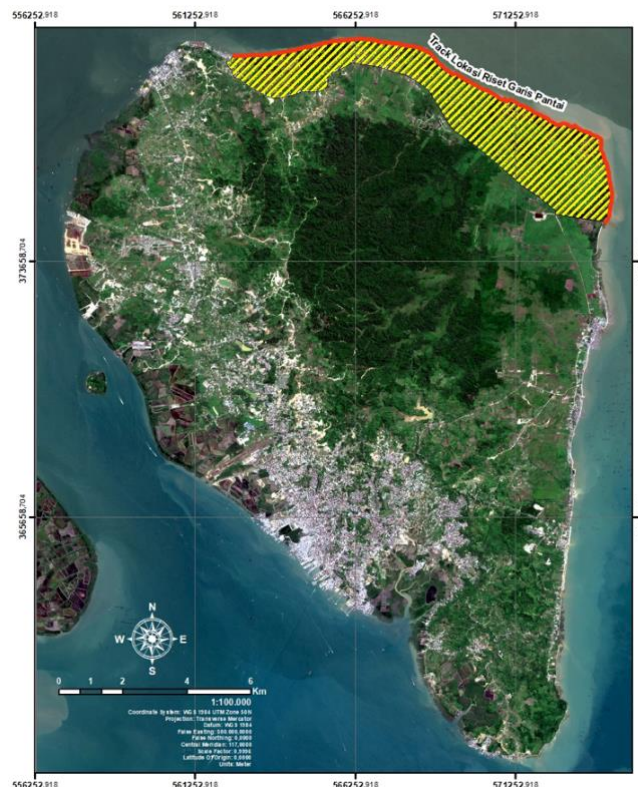 556252,918
561252,918
566252,918
571252,918
Track Lokasi Riset Garis Pantai
373658,704
365658,704
N
W
E
S
0
1
2
4
6
Km
1:100.000
Coordinate System: WGS 1984 UTM Zone 50N
Projection: Transverse Mercator
Datum: WGS 1984
False Easting: 500.000,0000
False Northing: 0,0000
Central Meridian: 117,0000
Scale Factor: 0,9996
Latitude Of Origin: 0,0000
Units: Meter
556252,918
561252,918
566252,918
571252,918